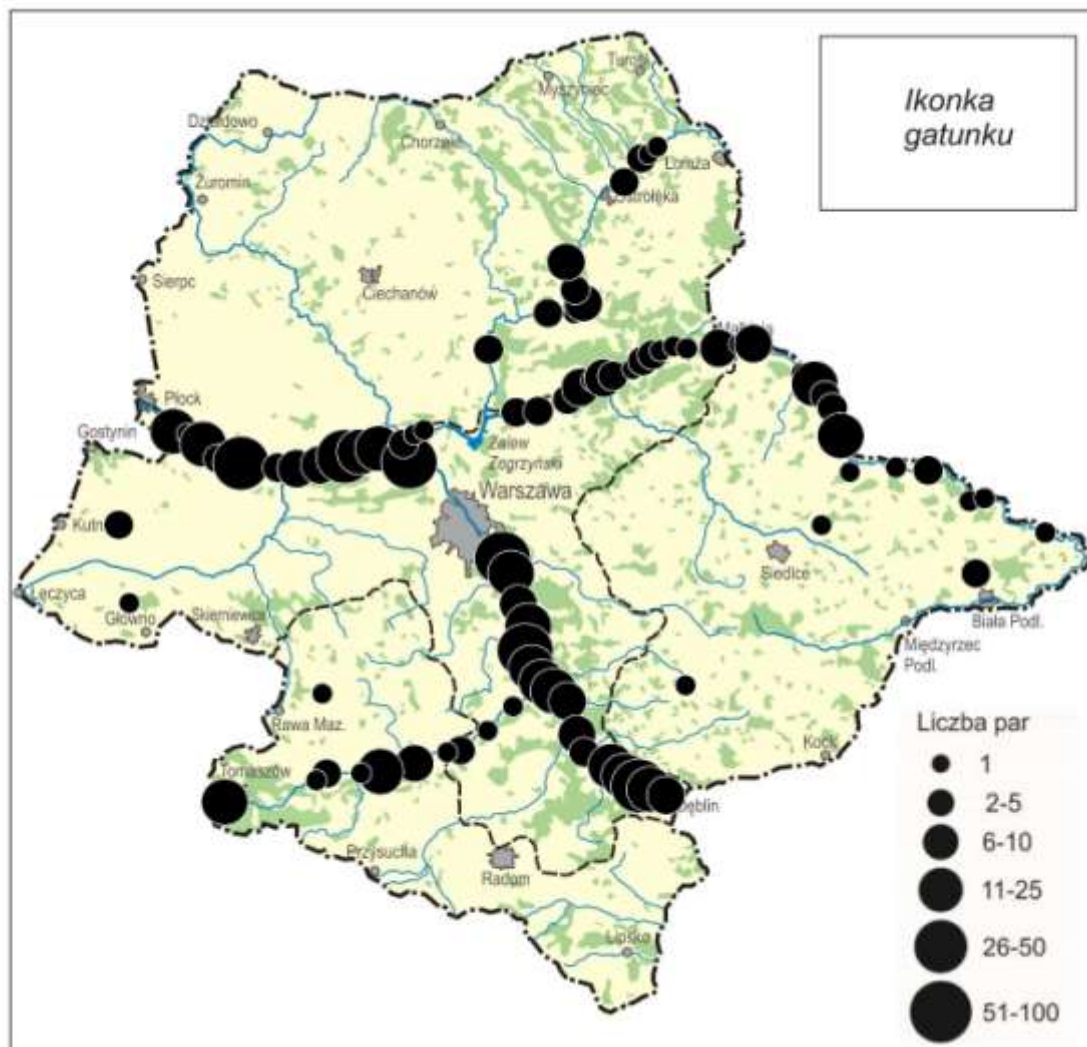 Ikonka
gatunku
Turośl
Myszyniec
Działdowo
Chorzele
Łomża
Żuromin
Ostrołęka
Sierpc
Ciechanów
Płock
Gostynin
Zalew
Zegrzyński
Warszawa
Siedlce
Łęczyca
Skierniewice
Biała Podl.
Głowno
Międzyrzec
Podl.
Rawa Maz.
Liczba par
1
2-5
6-10
11-25
26-50
51-100
Kock
Tomaszów
Dęblin
Przysucha
Radom
Lipsko